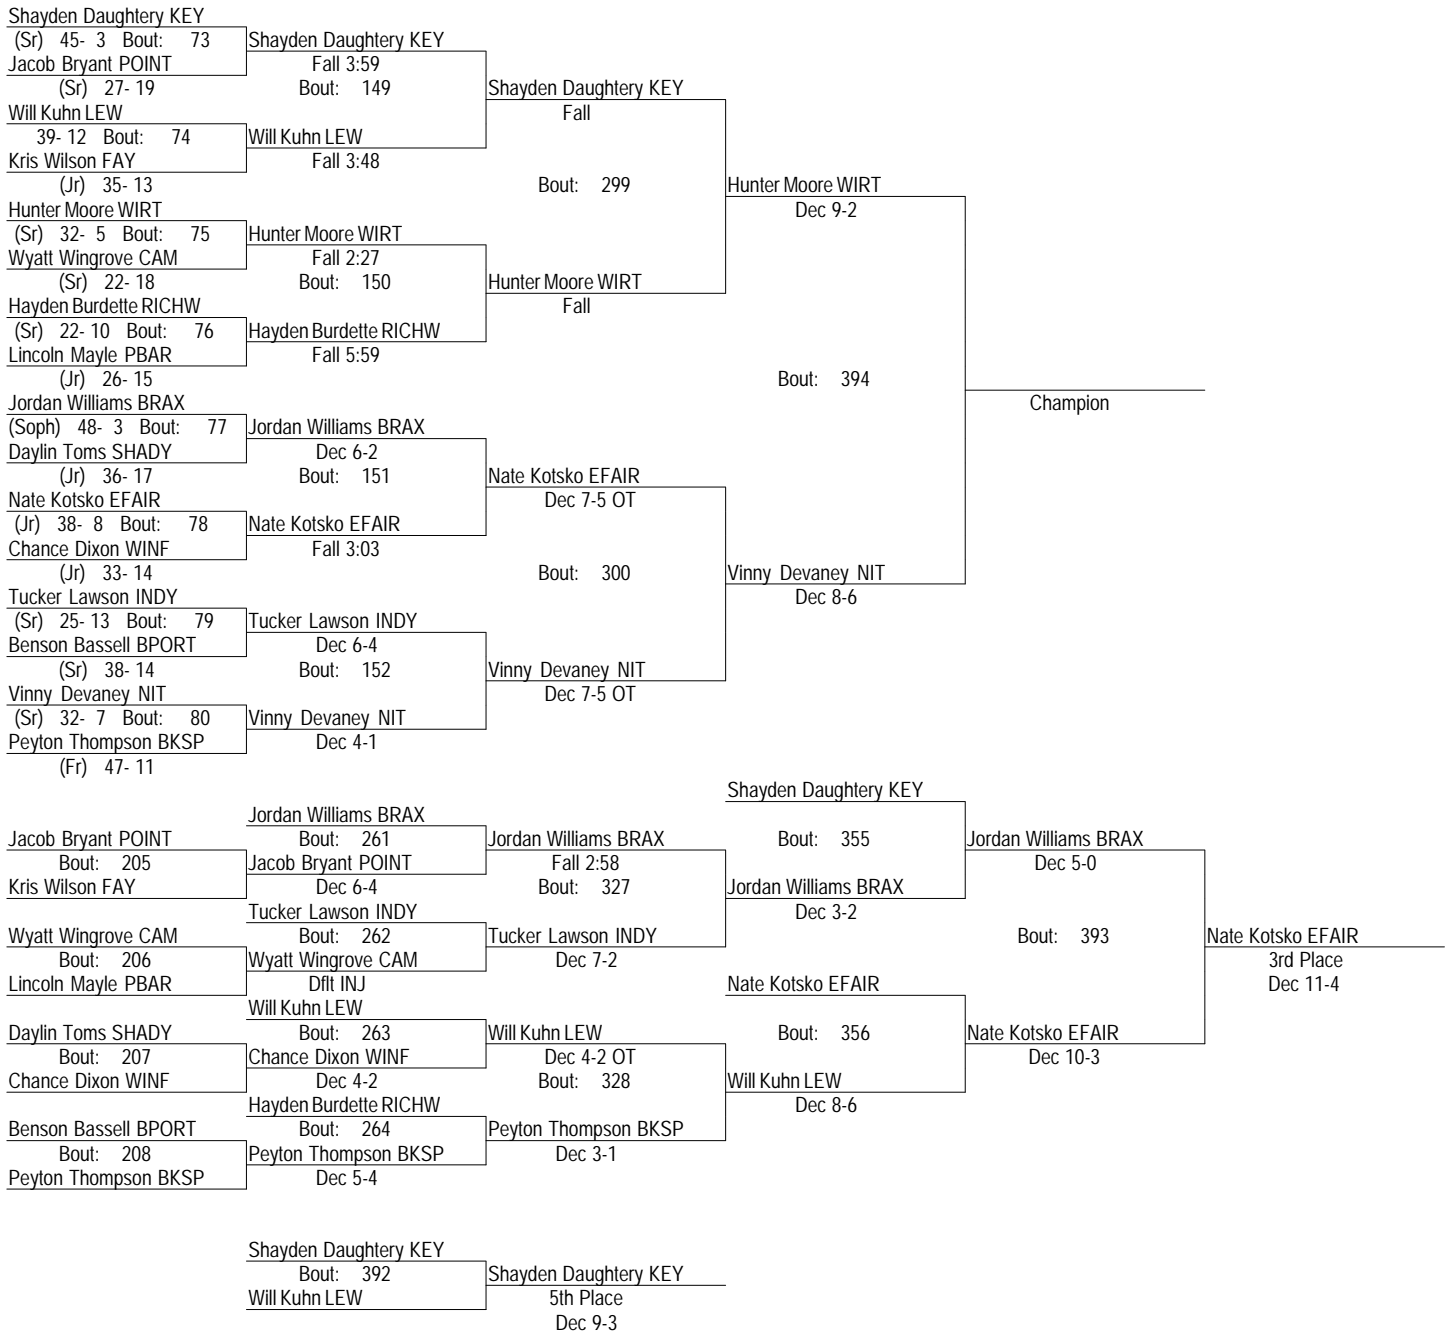 Shayden Daughtery KEY
(Sr) 45- 3 Bout: 73
Shayden Daughtery KEY
Jacob Bryant POINT
Fall 3:59
(Sr) 27- 19
Bout: 149
Shayden Daughtery KEY
Will Kuhn LEW
Fall
39- 12 Bout: 74
Will Kuhn LEW
Kris Wilson FAY
Fall 3:48
(Jr) 35- 13
Bout: 299
Hunter Moore WIRT
Hunter Moore WIRT
Dec 9-2
(Sr) 32- 5 Bout: 75
Hunter Moore WIRT
Wyatt Wingrove CAM
Fall 2:27
(Sr) 22- 18
Bout: 150
Hunter Moore WIRT
Hayden Burdette RICHW
Fall
(Sr) 22- 10 Bout: 76
Hayden Burdette RICHW
Lincoln Mayle PBAR
Fall 5:59
(Jr) 26- 15
Bout: 394
Jordan Williams BRAX
Champion
(Soph) 48- 3 Bout: 77
Jordan Williams BRAX
Daylin Toms SHADY
Dec 6-2
(Jr) 36- 17
Bout: 151
Nate Kotsko EFAIR
Nate Kotsko EFAIR
Dec 7-5 OT
(Jr) 38- 8 Bout: 78
Nate Kotsko EFAIR
Chance Dixon WINF
Fall 3:03
(Jr) 33- 14
Bout: 300
Vinny Devaney NIT
Tucker Lawson INDY
Dec 8-6
(Sr) 25- 13 Bout: 79
Tucker Lawson INDY
Benson Bassell BPORT
Dec 6-4
(Sr) 38- 14
Bout: 152
Vinny Devaney NIT
Vinny Devaney NIT
Dec 7-5 OT
(Sr) 32- 7 Bout: 80
Vinny Devaney NIT
Peyton Thompson BKSP
Dec 4-1
(Fr) 47- 11
Shayden Daughtery KEY
Jordan Williams BRAX
Jacob Bryant POINT
Bout: 261
Jordan Williams BRAX
Bout: 355
Jordan Williams BRAX
Bout: 205
Jacob Bryant POINT
Fall 2:58
Dec 5-0
Kris Wilson FAY
Dec 6-4
Bout: 327
Jordan Williams BRAX
Tucker Lawson INDY
Dec 3-2
Wyatt Wingrove CAM
Bout: 262
Tucker Lawson INDY
Bout: 393
Nate Kotsko EFAIR
Bout: 206
Wyatt Wingrove CAM
Dec 7-2
3rd Place
Lincoln Mayle PBAR
Dflt INJ
Nate Kotsko EFAIR
Dec 11-4
Will Kuhn LEW
Daylin Toms SHADY
Bout: 263
Will Kuhn LEW
Bout: 356
Nate Kotsko EFAIR
Bout: 207
Chance Dixon WINF
Dec 4-2 OT
Dec 10-3
Chance Dixon WINF
Dec 4-2
Bout: 328
Will Kuhn LEW
Hayden Burdette RICHW
Dec 8-6
Benson Bassell BPORT
Bout: 264
Peyton Thompson BKSP
Bout: 208
Peyton Thompson BKSP
Dec 3-1
Peyton Thompson BKSP
Dec 5-4
Shayden Daughtery KEY
Bout: 392
Shayden Daughtery KEY
Will Kuhn LEW
5th Place
Dec 9-3